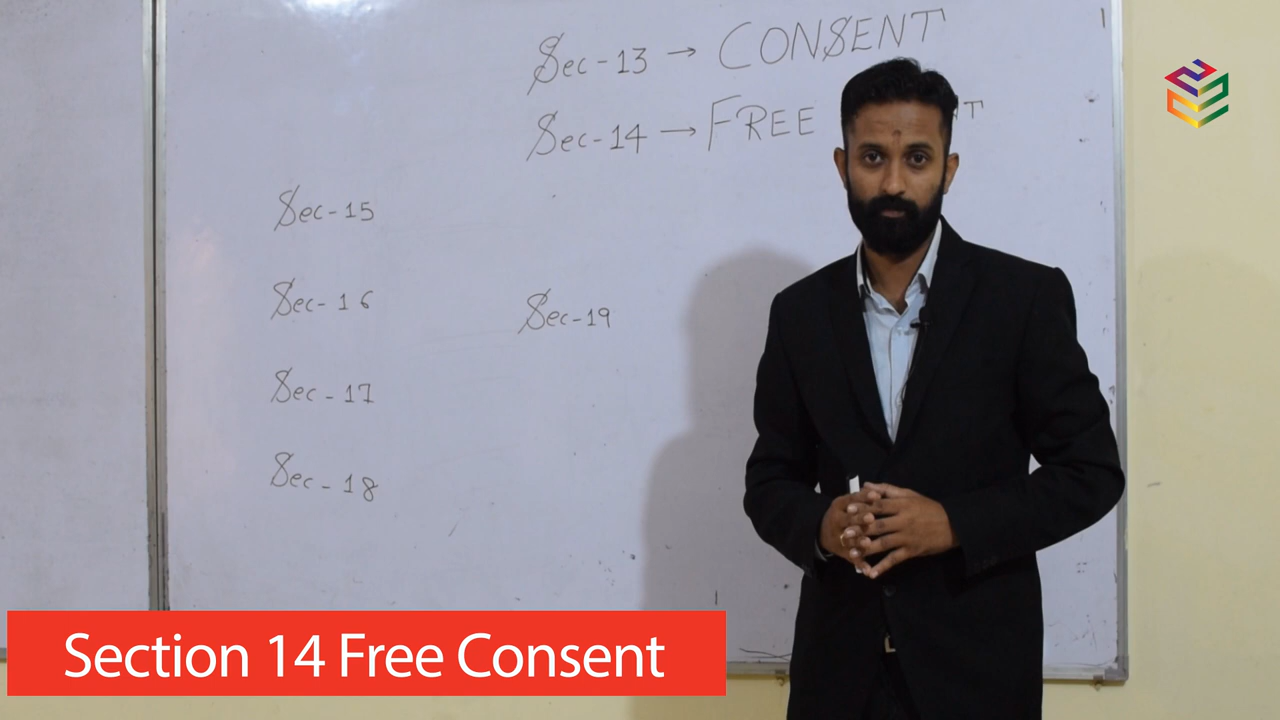 Sec-13 → CONSENT
Sec-14 → FREE
Sec-15
Sec-16
Sec-19
Sec-17
Sec-18
Section 14 Free Consent